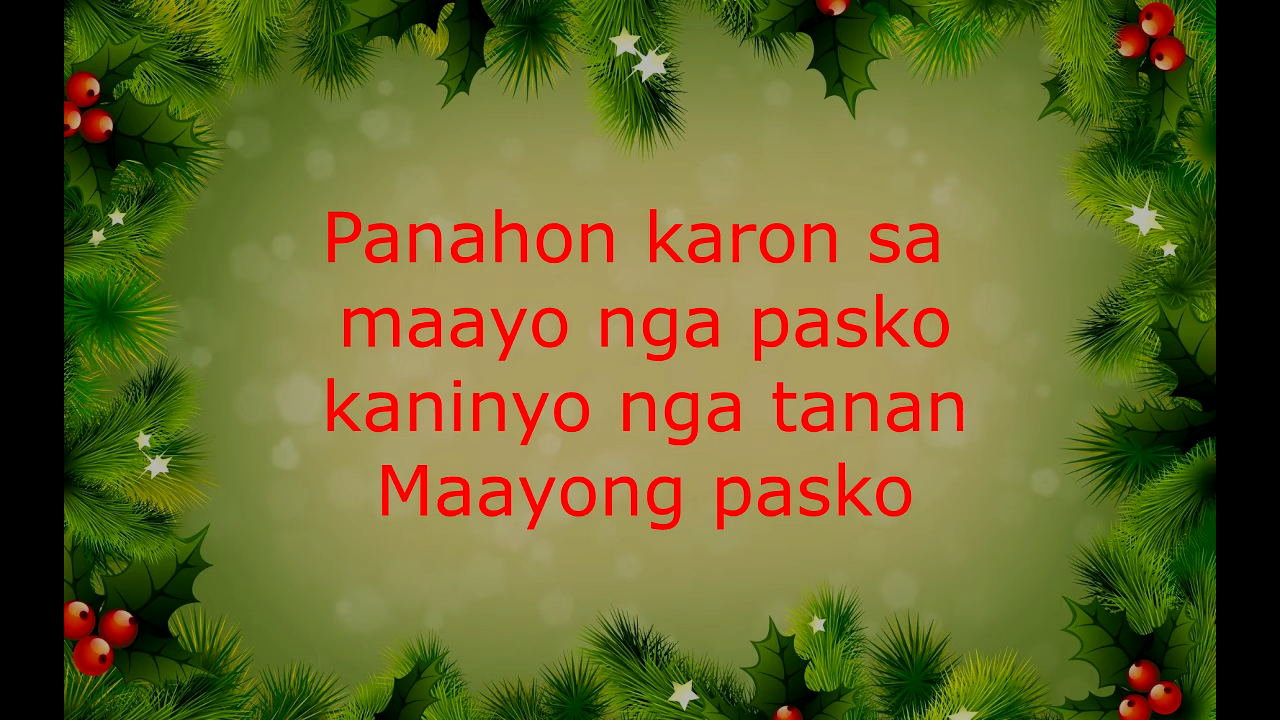 Panahon karon sa
maayo nga pasko
kaninyo nga tanan
Maayong pasko